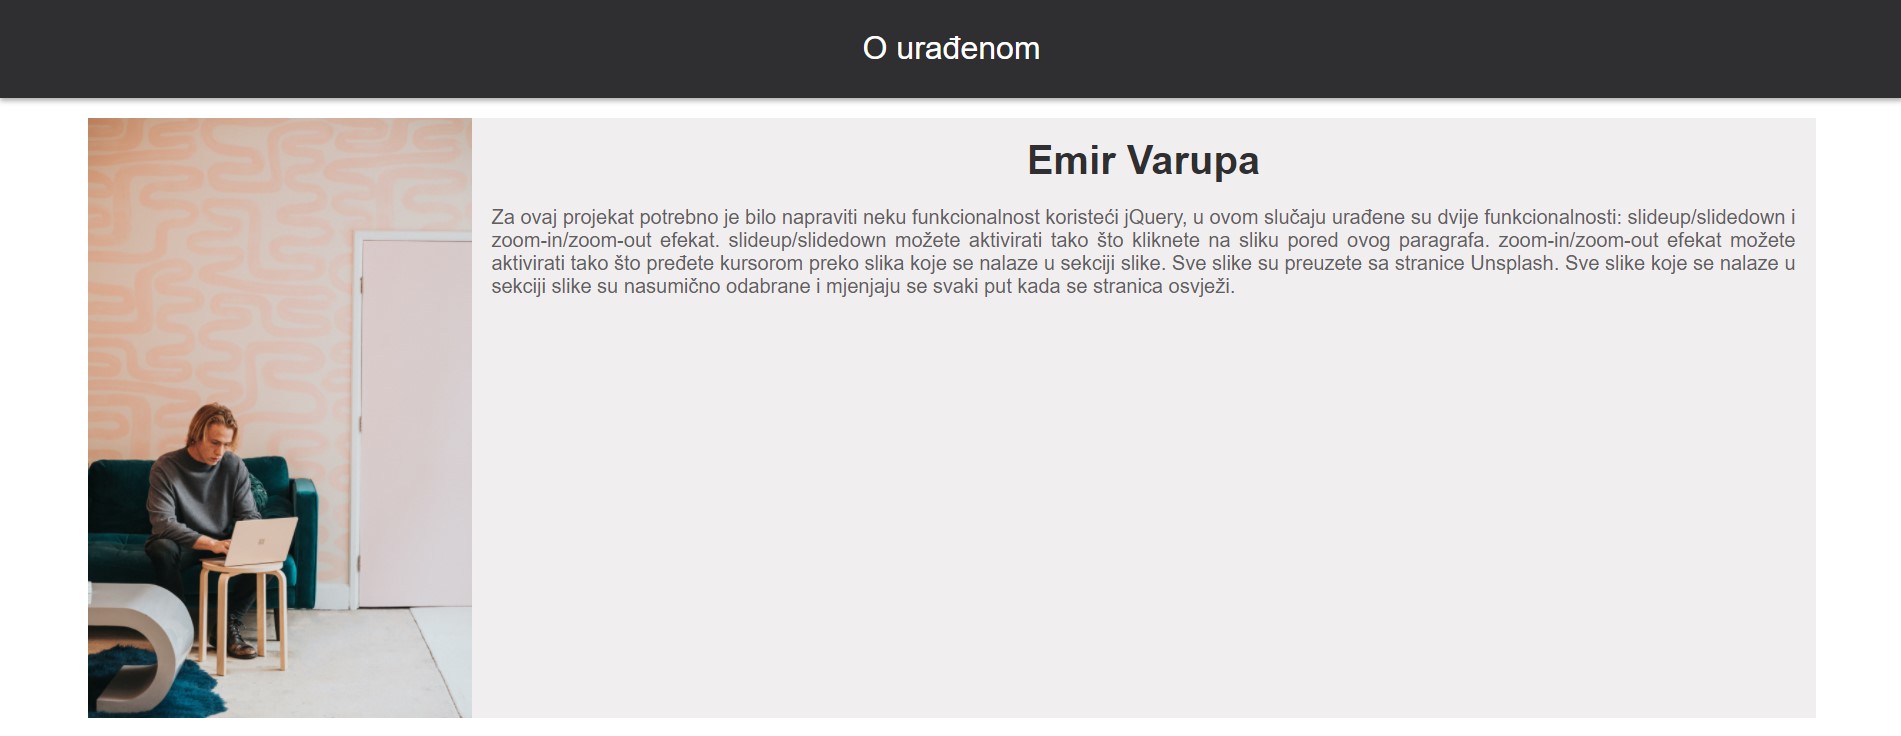 O urađenom
Emir Varupa
Za ovaj projekat potrebno je bilo napraviti neku funkcionalnost koristeći jQuery, u ovom slučaju urađene su dvije funkcionalnosti: slideup/slidedown i
zoom-in/zoom-out efekat. slideup/slidedown možete aktivirati tako što kliknete na sliku pored ovog paragrafa. zoom-in/zoom-out efekat možete
aktivirati tako što pređete kursorom preko slika koje se nalaze u sekciji slike. Sve slike su preuzete sa stranice Unsplash. Sve slike koje se nalaze u
sekciji slike su nasumično odabrane i mjenjaju se svaki put kada se stranica osvježi.